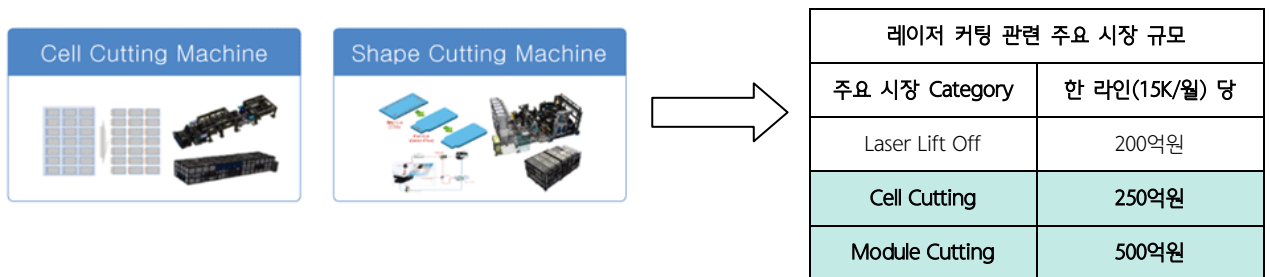 Cell Cutting Machine
Shape Cutting Machine
레이저 커팅 관련 주요 시장 규모
주요 시장 Category
한 라인(15K/월) 당
Laser Lift Off
200억원
Cell Cutting
250억원
Module Cutting
500억원